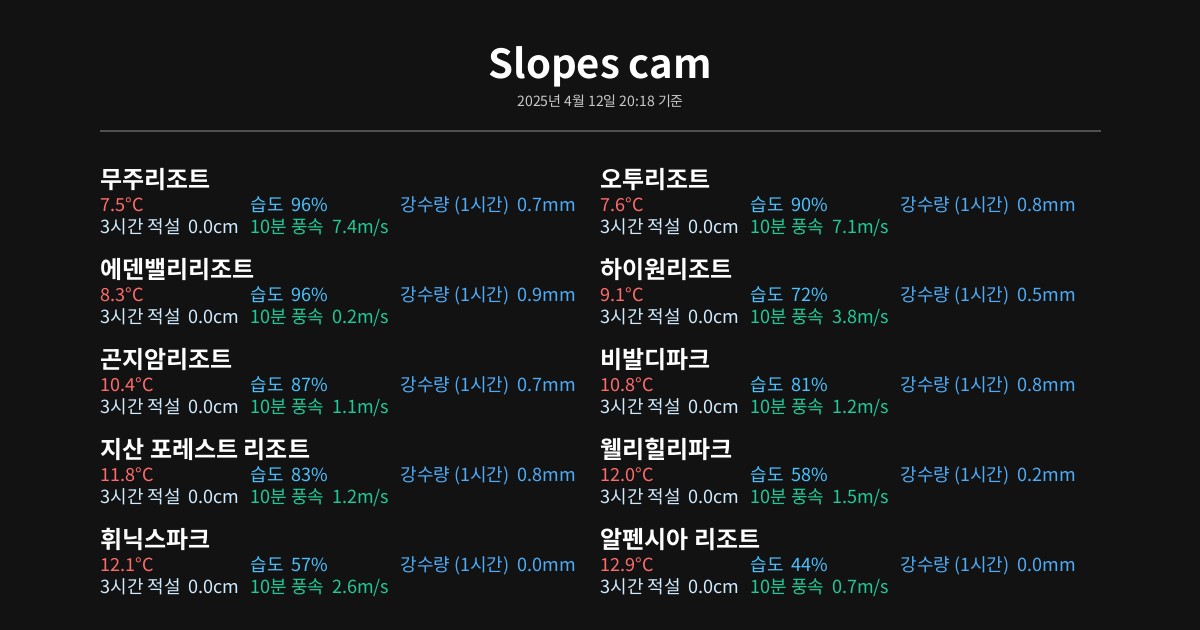 Slopes cam
2025년 4월 12일 20:18 기준
무주리조트
7.5°C 습도 96% 강수량 (1시간) 0.7mm
3시간 적설 0.0cm 10분 풍속 7.4m/s
오투리조트
7.6°C 습도 90% 강수량 (1시간) 0.8mm
3시간 적설 0.0cm 10분 풍속 7.1m/s
에덴밸리리조트
8.3°C 습도 96% 강수량 (1시간) 0.9mm
3시간 적설 0.0cm 10분 풍속 0.2m/s
하이원리조트
9.1°C 습도 72% 강수량 (1시간) 0.5mm
3시간 적설 0.0cm 10분 풍속 3.8m/s
곤지암리조트
10.4°C 습도 87% 강수량 (1시간) 0.7mm
3시간 적설 0.0cm 10분 풍속 1.1m/s
비발디파크
10.8°C 습도 81% 강수량 (1시간) 0.8mm
3시간 적설 0.0cm 10분 풍속 1.2m/s
지산 포레스트 리조트
11.8°C 습도 83% 강수량 (1시간) 0.8mm
3시간 적설 0.0cm 10분 풍속 1.2m/s
웰리힐리파크
12.0°C 습도 58% 강수량 (1시간) 0.2mm
3시간 적설 0.0cm 10분 풍속 1.5m/s
휘닉스파크
12.1°C 습도 57% 강수량 (1시간) 0.0mm
3시간 적설 0.0cm 10분 풍속 2.6m/s
알펜시아 리조트
12.9°C 습도 44% 강수량 (1시간) 0.0mm
3시간 적설 0.0cm 10분 풍속 0.7m/s